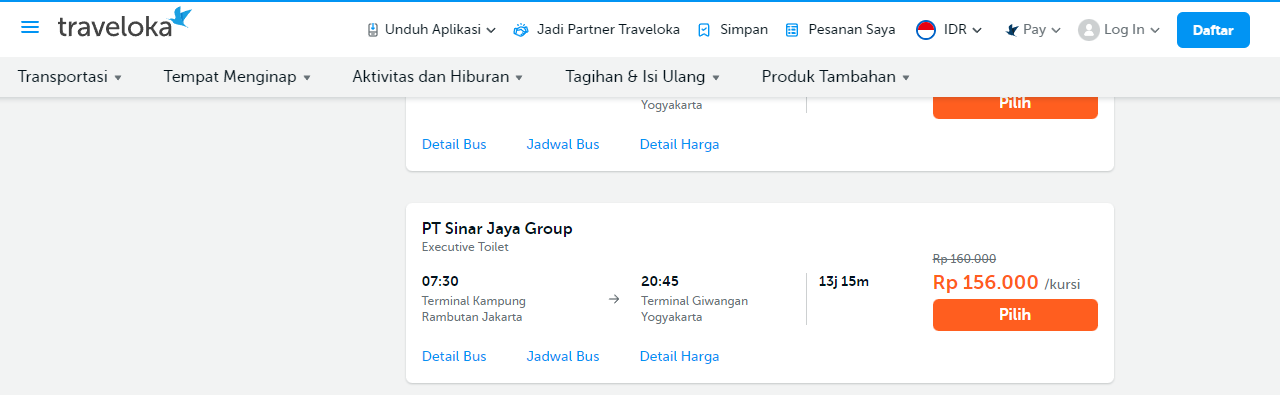 traveloka
Unduh Aplikasi
Jadi Partner Traveloka
Simpan
Pesanan Saya
IDR
Pay
Log In
Daftar
Transportasi
Tempat Menginap
Aktivitas dan Hiburan
Tagihan & Isi Ulang
Produk Tambahan
Yogyakarta
Pilih
Detail Bus
Jadwal Bus
Detail Harga
PT Sinar Jaya Group
Executive Toilet
07:30
Terminal Kampung
Rambutan Jakarta
20:45
Terminal Giwangan
Yogyakarta
13j 15m
Rp 160.000
Rp 156.000 /kursi
Pilih
Detail Bus
Jadwal Bus
Detail Harga